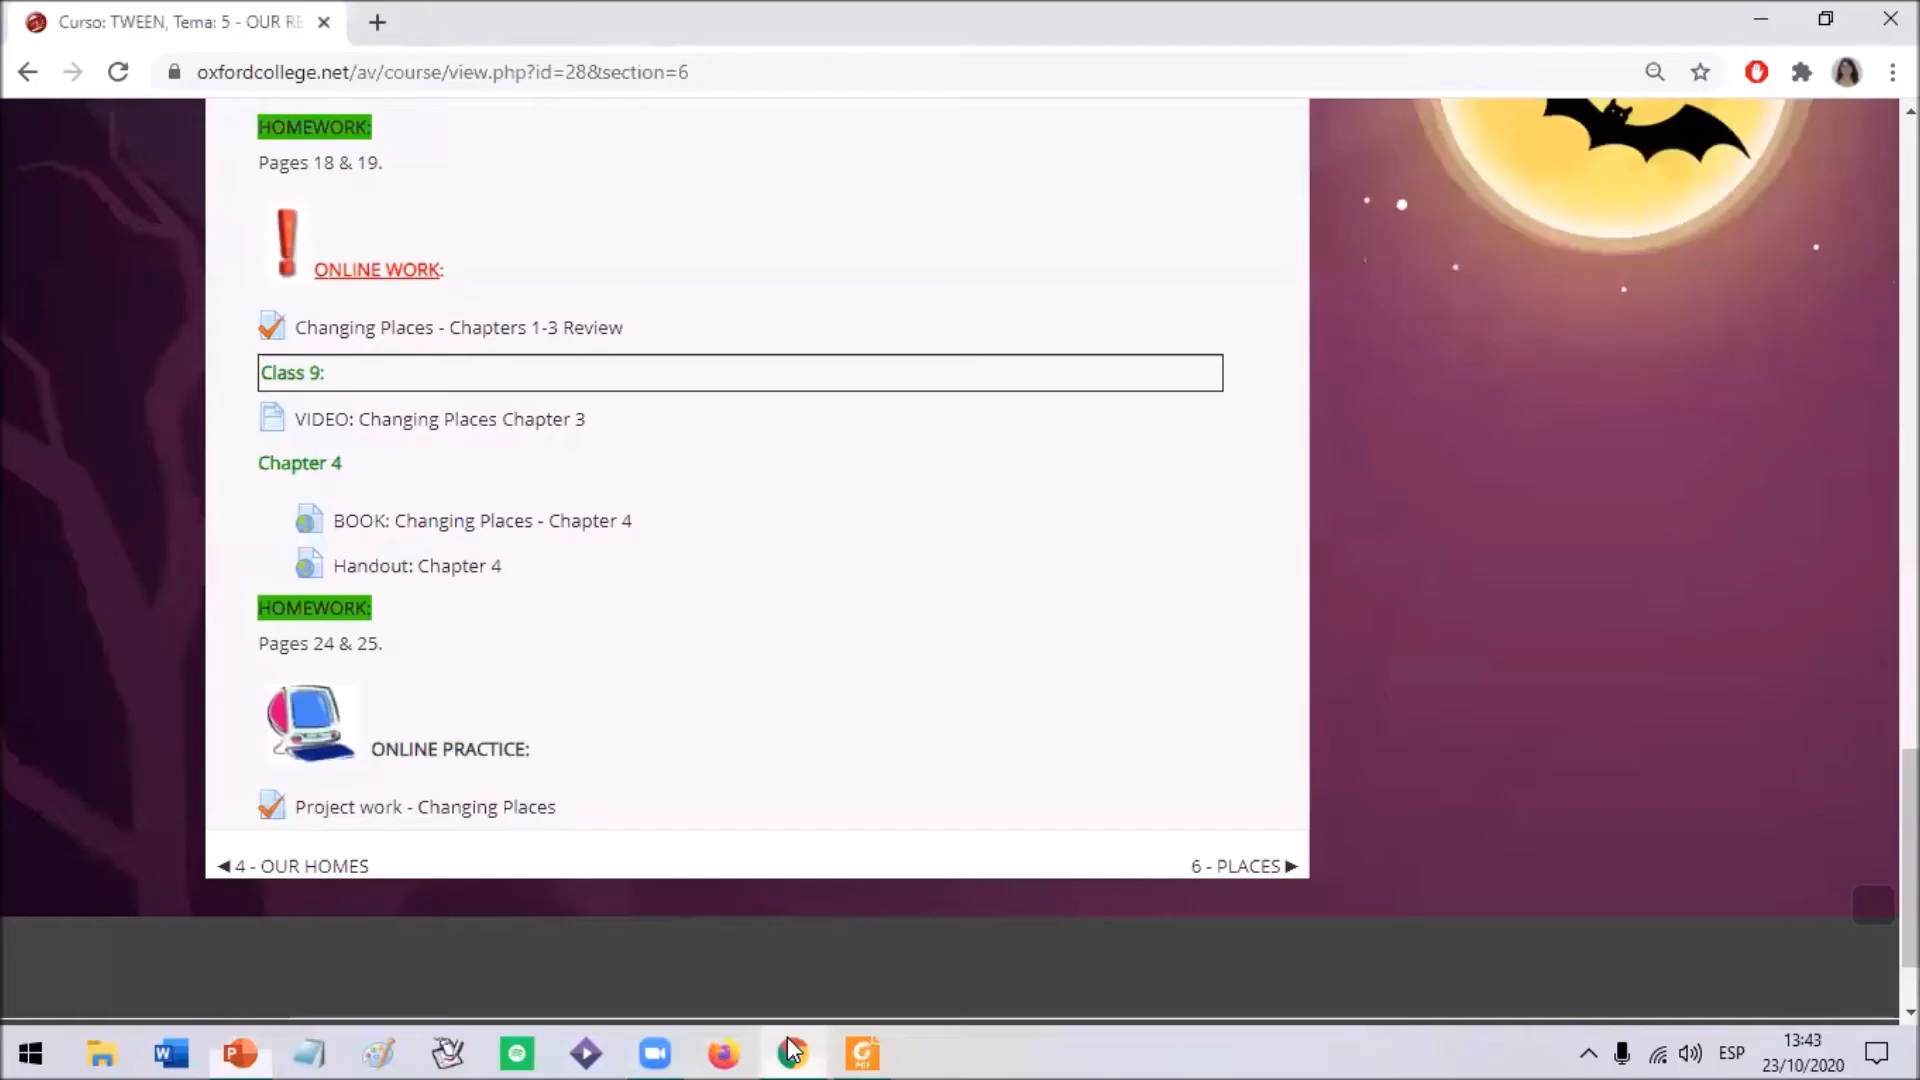 Curso: TWEEN, Tema: 5 - OUR RE
oxfordcollege.net/av/course/view.php?id=28&section=6
HOMEWORK:
Pages 18 & 19.
ONLINE WORK:
Changing Places - Chapters 1-3 Review
Class 9:
VIDEO: Changing Places Chapter 3
Chapter 4
BOOK: Changing Places - Chapter 4
Handout: Chapter 4
HOMEWORK:
Pages 24 & 25.
ONLINE PRACTICE:
Project work - Changing Places
◀ 4 - OUR HOMES
6 - PLACES ▶
ESP
13:43
23/10/2020